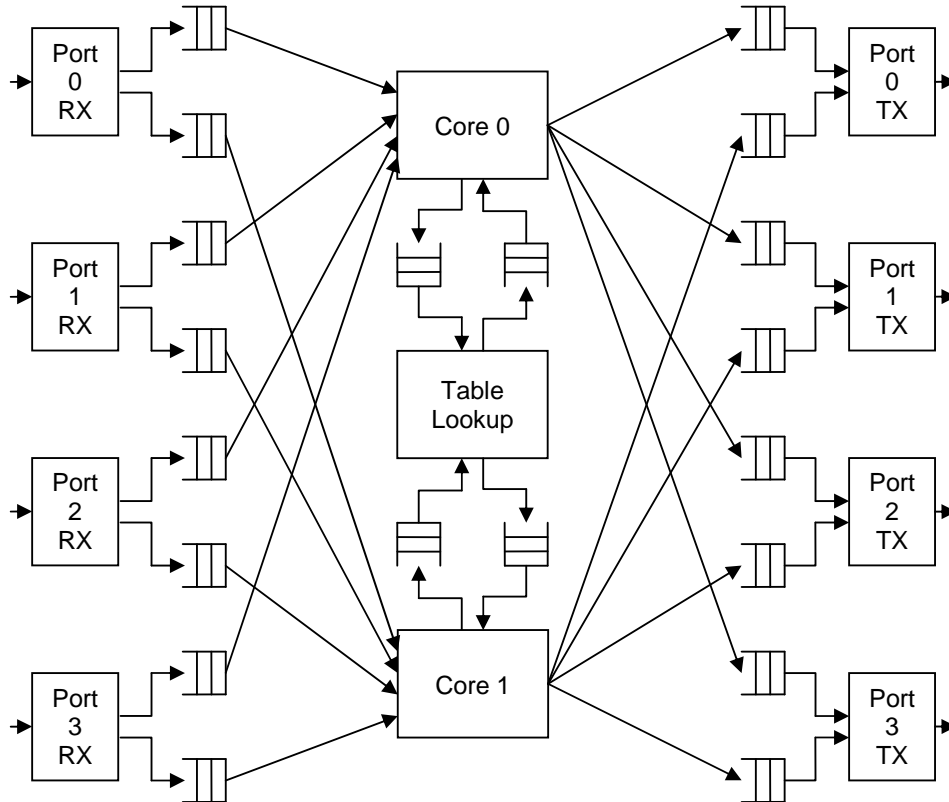 Port
0
RX
Core 0
Port
0
TX
Port
1
RX
Port
1
TX
Table
Lookup
Port
2
RX
Port
2
TX
Port
3
RX
Core 1
Port
3
TX